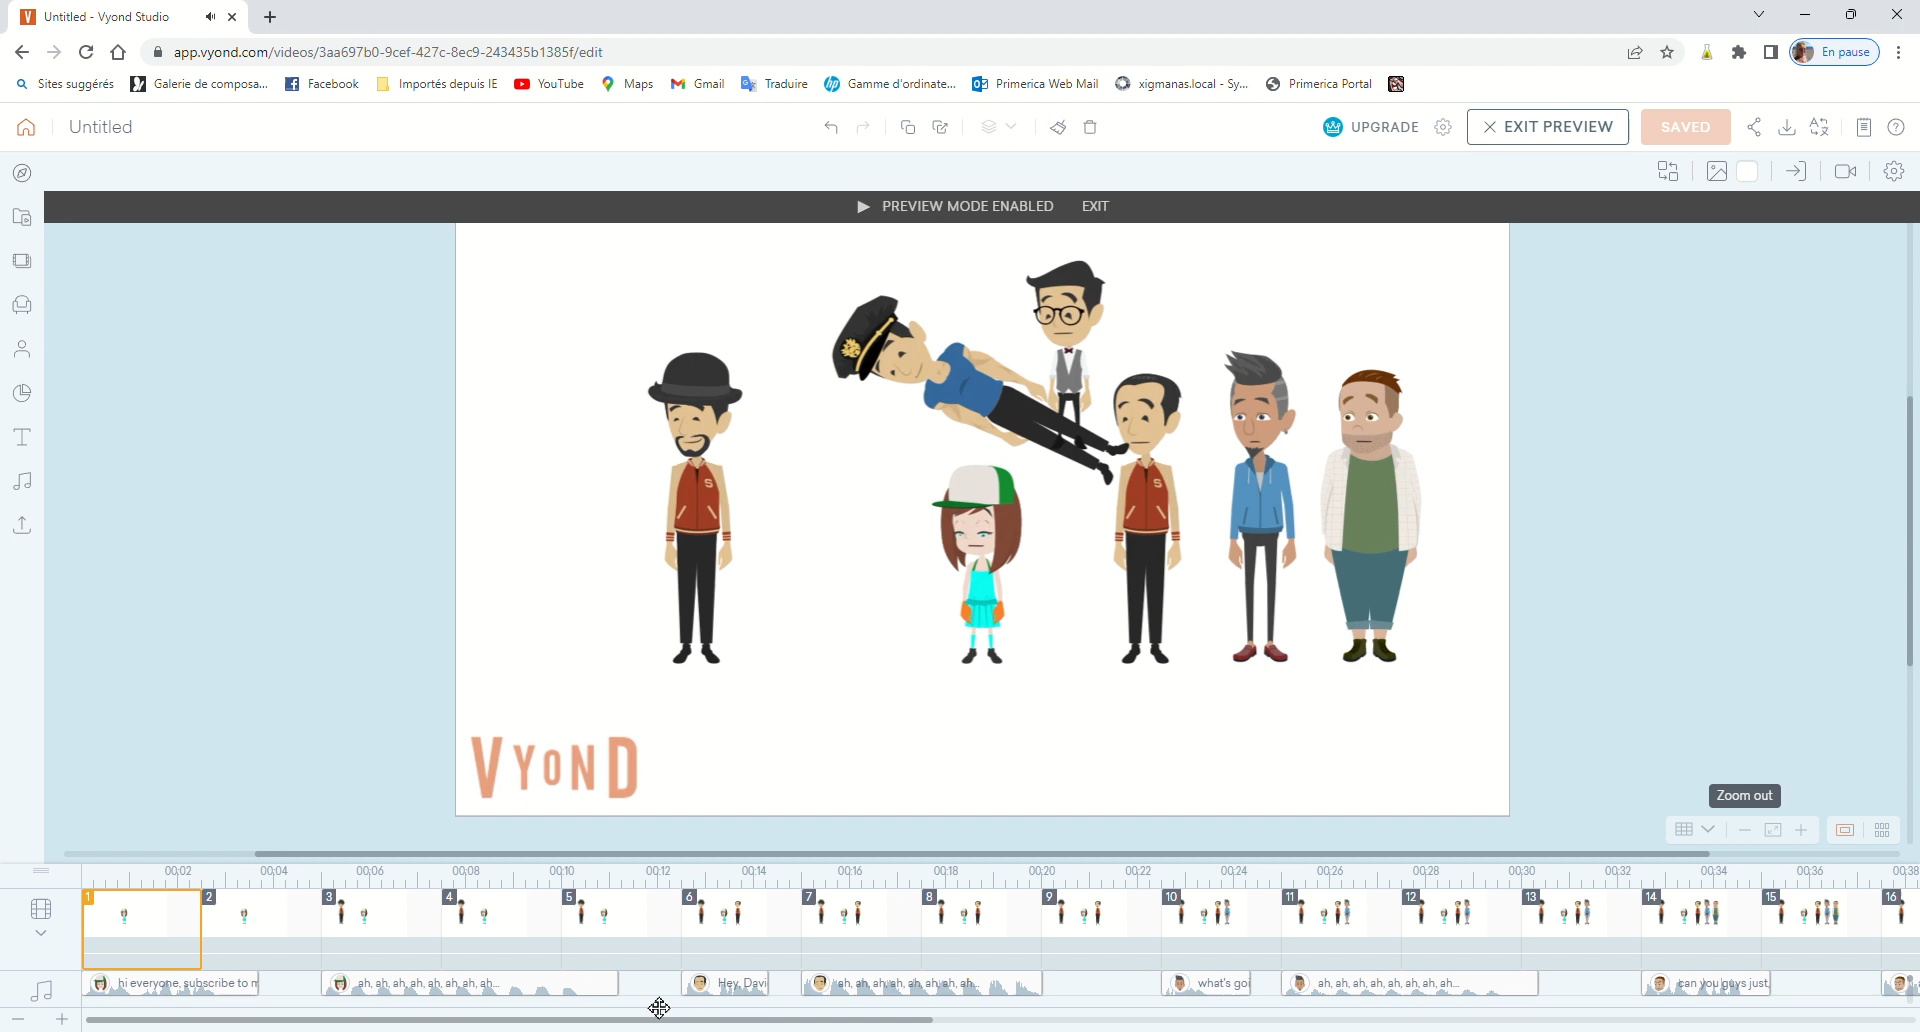 Untitled - Vyond Studio
app.vyond.com/videos/3aa697b0-9cef-427c-8ec9-243435b1385f/edit
En pause
Sites suggérés
Galerie de composa...
Facebook
Importés depuis IE
YouTube
Maps
Gmail
Traduire
Gamme d'ordinate...
Primerica Web Mail
xigmanas.local - Sy...
Primerica Portal
Untitled
UPGRADE
EXIT PREVIEW
SAVED
PREVIEW MODE ENABLED EXIT
S
S
VYOND
Zoom out
00:02 00:04 00:06 00:08 00:10 00:12 00:14 00:16 00:18 00:20 00:22 00:24 00:26 00:28 00:30 00:32 00:34 00:36 00:38
1 2 3 4 5 6 7 8 9 10 11 12 13 14 15 16
hi everyone, subscribe to m
ah, ah, ah, ah, ah, ah, ah, ah...
Hey, Davi
ah, ah, ah, ah, ah, ah, ah, ah...
what's goi
ah, ah, ah, ah, ah, ah, ah, ah...
can you guys just